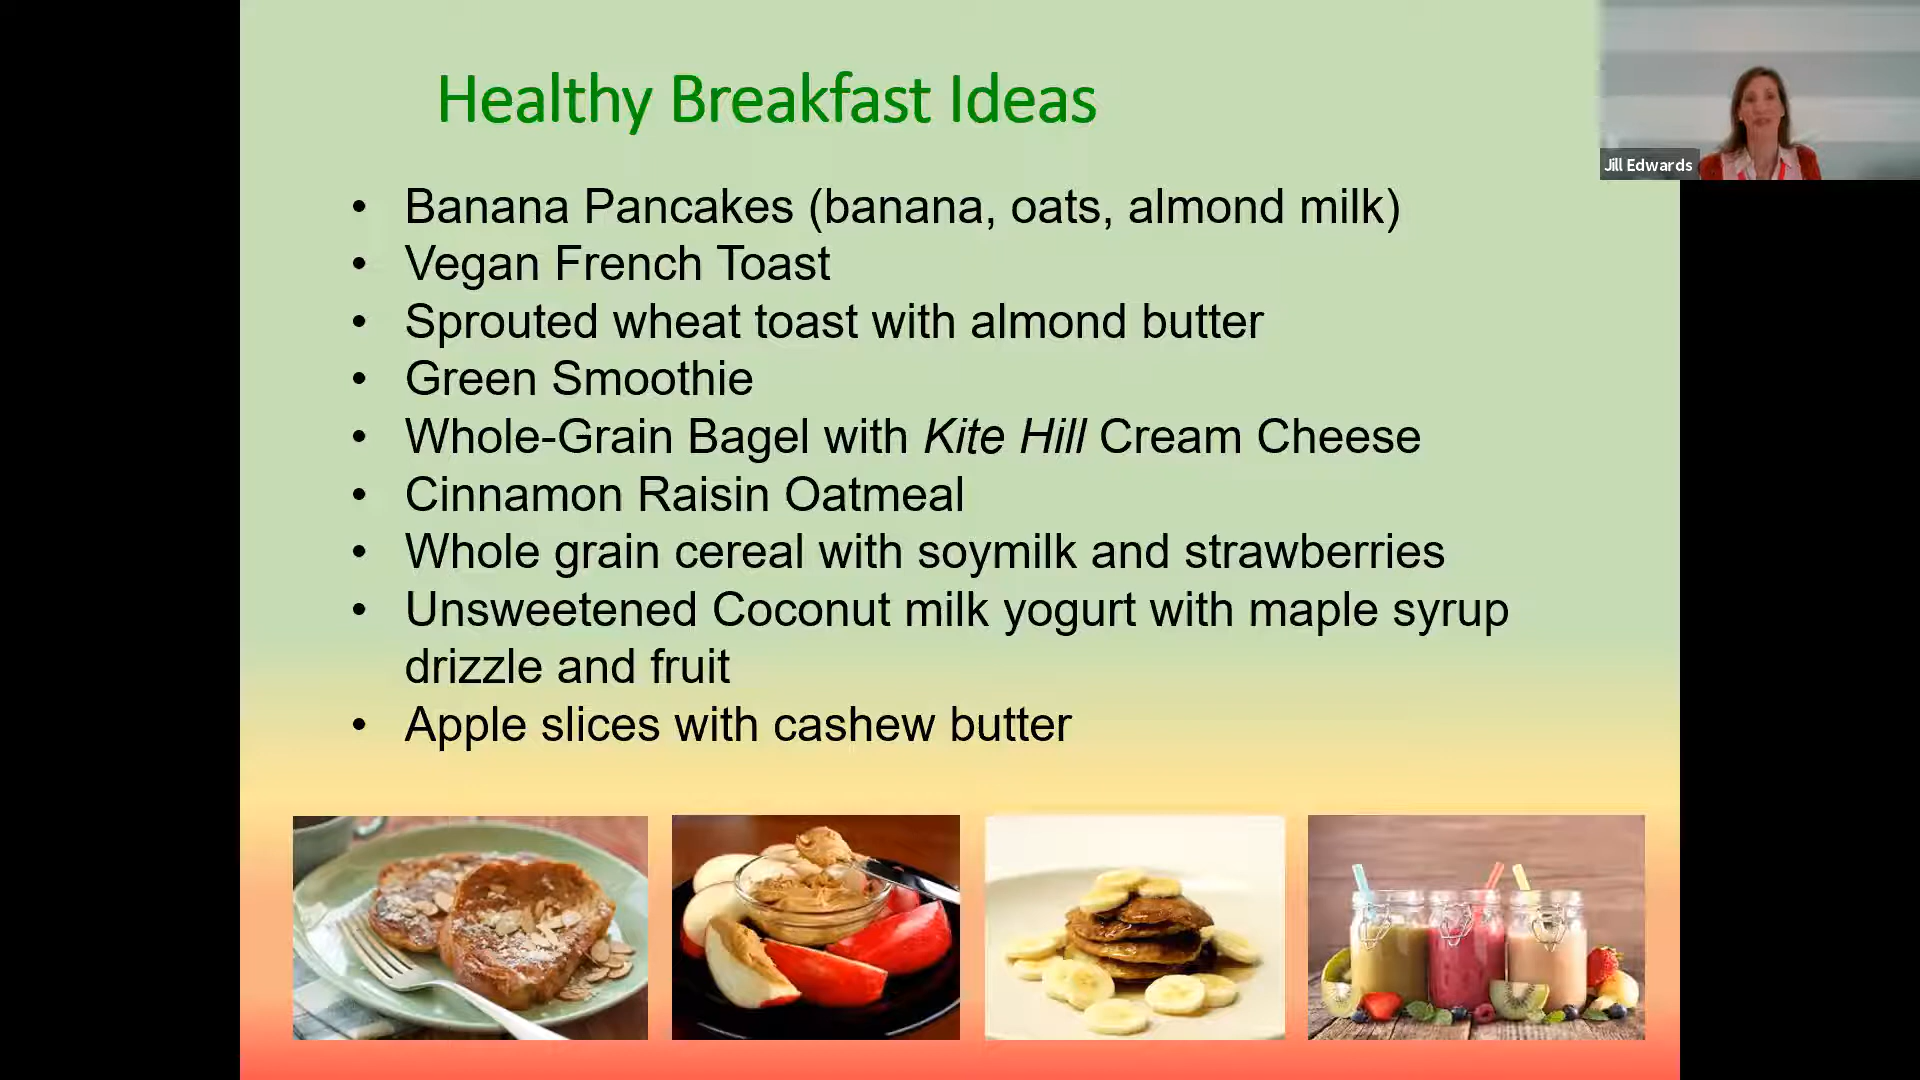 Healthy Breakfast Ideas
Jill Edwards
• Banana Pancakes (banana, oats, almond milk)
• Vegan French Toast
• Sprouted wheat toast with almond butter
• Green Smoothie
• Whole-Grain Bagel with Kite Hill Cream Cheese
• Cinnamon Raisin Oatmeal
• Whole grain cereal with soymilk and strawberries
• Unsweetened Coconut milk yogurt with maple syrup
drizzle and fruit
• Apple slices with cashew butter